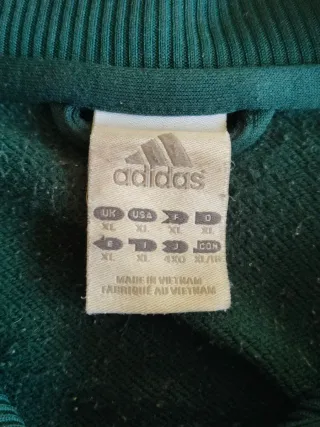 adidas
UK USA F D
XL XL XL XL
E I J CDN
XL XL 4XO XL/TG
MADE IN VIETNAM
FABRIQUÉ AU VIETNAM